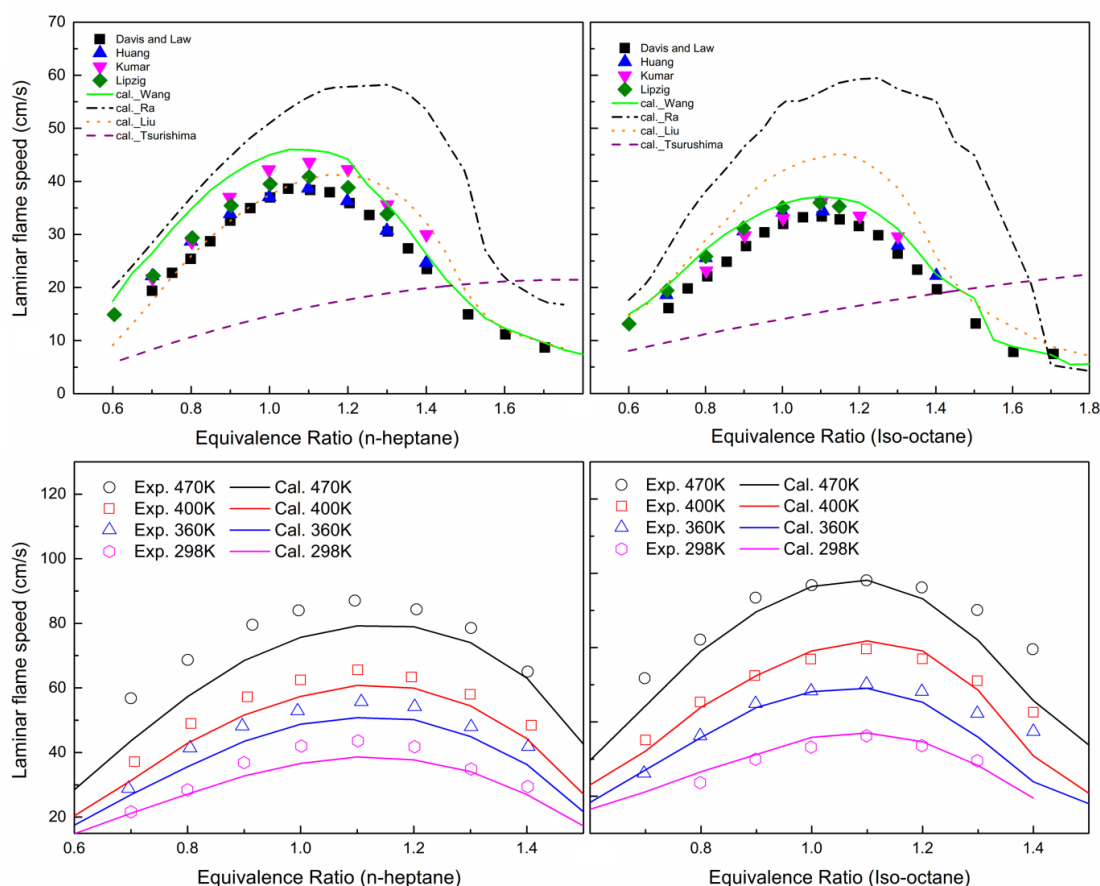 70
60
50
40
30
20
10
0
Laminar flame speed (cm/s)
Davis and Law
Huang
Kumar
Lipzig
cal._Wang
cal._Ra
cal._Liu
cal._Tsurishima
0.6 0.8 1.0 1.2 1.4 1.6
Equivalence Ratio (n-heptane)
Davis and Law
Huang
Kumar
Lipzig
cal._Wang
cal._Ra
cal._Liu
cal._Tsurushima
0.6 0.8 1.0 1.2 1.4 1.6 1.8
Equivalence Ratio (Iso-octane)
120
100
80
60
40
20
Laminar flame speed (cm/s)
Exp. 470K Cal. 470K
Exp. 400K Cal. 400K
Exp. 360K Cal. 360K
Exp. 298K Cal. 298K
0.6 0.8 1.0 1.2 1.4
Equivalence Ratio (n-heptane)
Exp. 470K Cal. 470K
Exp. 400K Cal. 400K
Exp. 360K Cal. 360K
Exp. 298K Cal. 298K
0.8 1.0 1.2 1.4
Equivalence Ratio (Iso-octane)